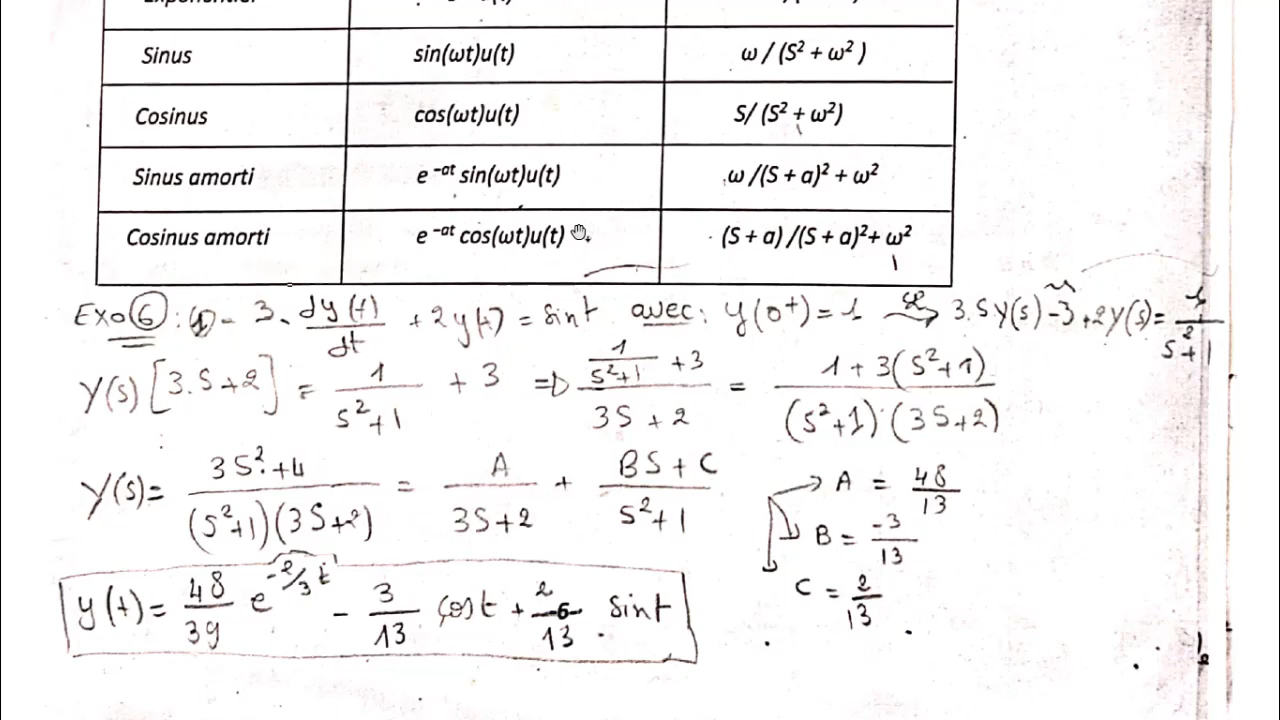 Exponentiel
Sinus sin(ωt)u(t) ω / (S² + ω² )
Cosinus cos(ωt)u(t) S/ (S² + ω²)
Sinus amorti e⁻ᵃᵗ sin(ωt)u(t) ω /(S + a)² + ω²
Cosinus amorti e⁻ᵃᵗ cos(ωt)u(t) (S + a) /(S + a)²+ ω²
Exo 6 : 1 - 3. dy(t)/dt + 2y(t) = sint avec : y(0⁺) = 1 ℒ→ 3.SY(s) - 3 + 2Y(s) = 1/(S²+1)
Y(s) [3.S + 2] = 1/(S²+1) + 3 => (1/(S²+1) + 3)/(3S + 2) = (1 + 3(S²+1))/((S²+1).(3S+2))
Y(s) = (3S² + 4)/((S²+1)(3S+2)) = A/(3S+2) + (BS + C)/(S²+1)
A = 48/13
B = -3/13
C = 2/13
y(t) = 48/39 e^(-2/3 t) - 3/13 cost + 2/13 sint